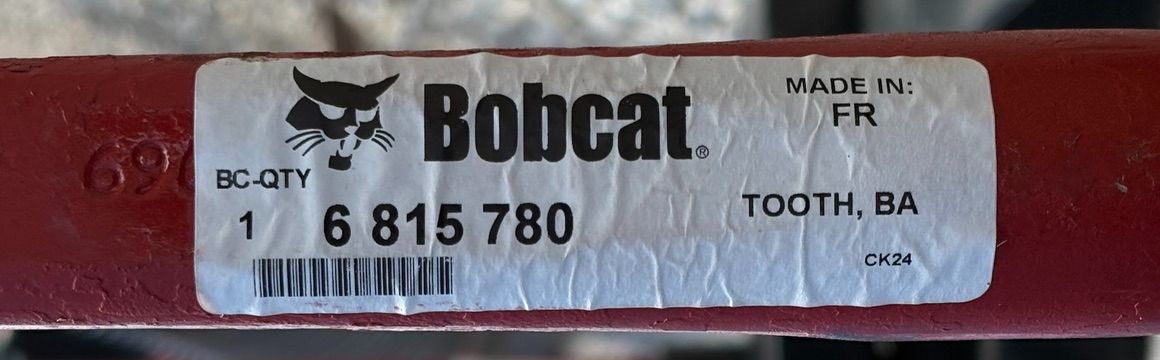 Bobcat®
MADE IN:
FR
BC-QTY
1 6 815 780
TOOTH, BA
CK24